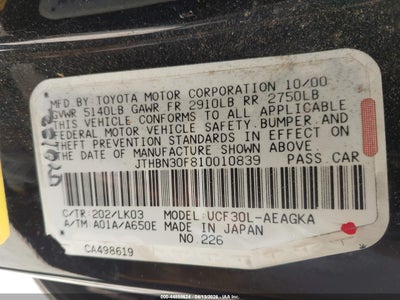 MFD BY: TOYOTA MOTOR CORPORATION 10/00
GVWR 5140LB GAWR FR 2910LB RR 2750LB
THIS VEHICLE CONFORMS TO ALL APPLICABLE
FEDERAL MOTOR VEHICLE SAFETY, BUMPER, AND
THEFT PREVENTION STANDARDS IN EFFECT ON
THE DATE OF MANUFACTURE SHOWN ABOVE.
JTHBN30F810010839 PASS. CAR
C/TR: 202/LK03 MODEL: UCF30L-AEAGKA
A/TM A01A/A650E MADE IN JAPAN
NO. 226
CA498619